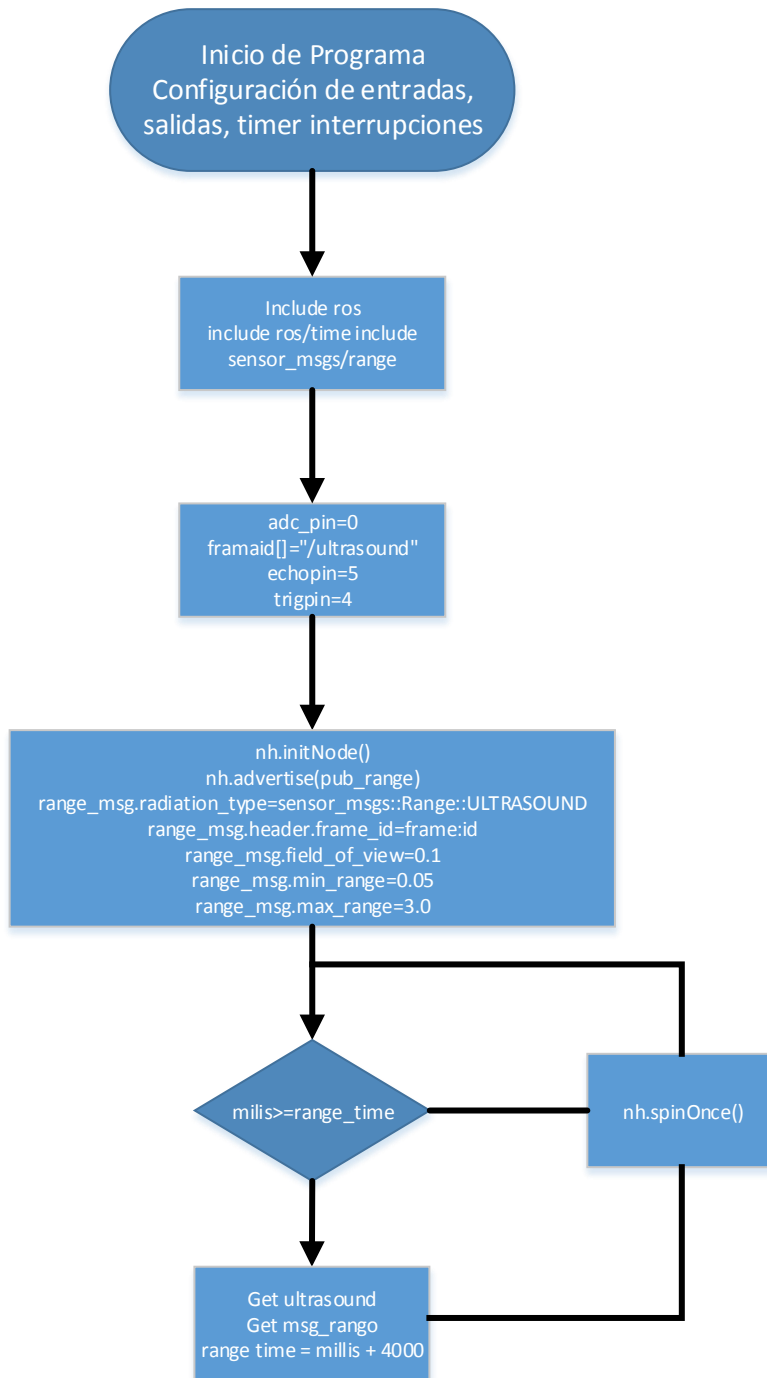 Inicio de Programa
Configuración de entradas,
salidas, timer interrupciones
Include ros
include ros/time include
sensor_msgs/range
adc_pin=0
framaid[]="/ultrasound"
echopin=5
trigpin=4
nh.initNode()
nh.advertise(pub_range)
range_msg.radiation_type=sensor_msgs::Range::ULTRASOUND
range_msg.header.frame_id=frame:id
range_msg.field_of_view=0.1
range_msg.min_range=0.05
range_msg.max_range=3.0
milis>=range_time
nh.spinOnce()
Get ultrasound
Get msg_rango
range time = millis + 4000